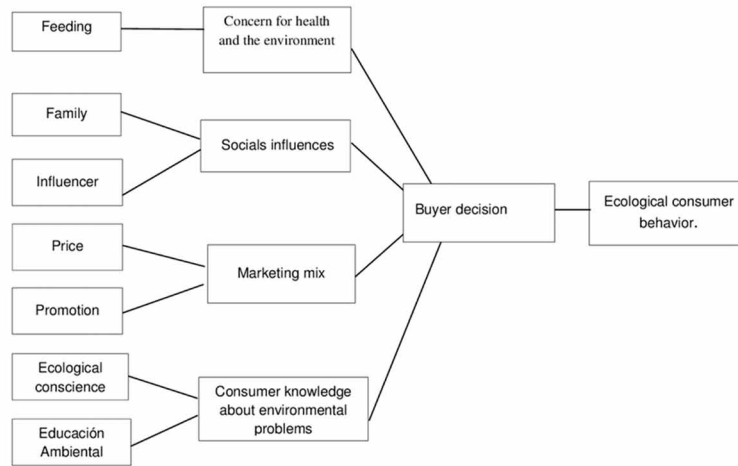 Feeding
Concern for health
and the environment
Family
Socials influences
Influencer
Buyer decision
Ecological consumer
behavior.
Price
Marketing mix
Promotion
Ecological
conscience
Consumer knowledge
about environmental
problems
Educación
Ambiental